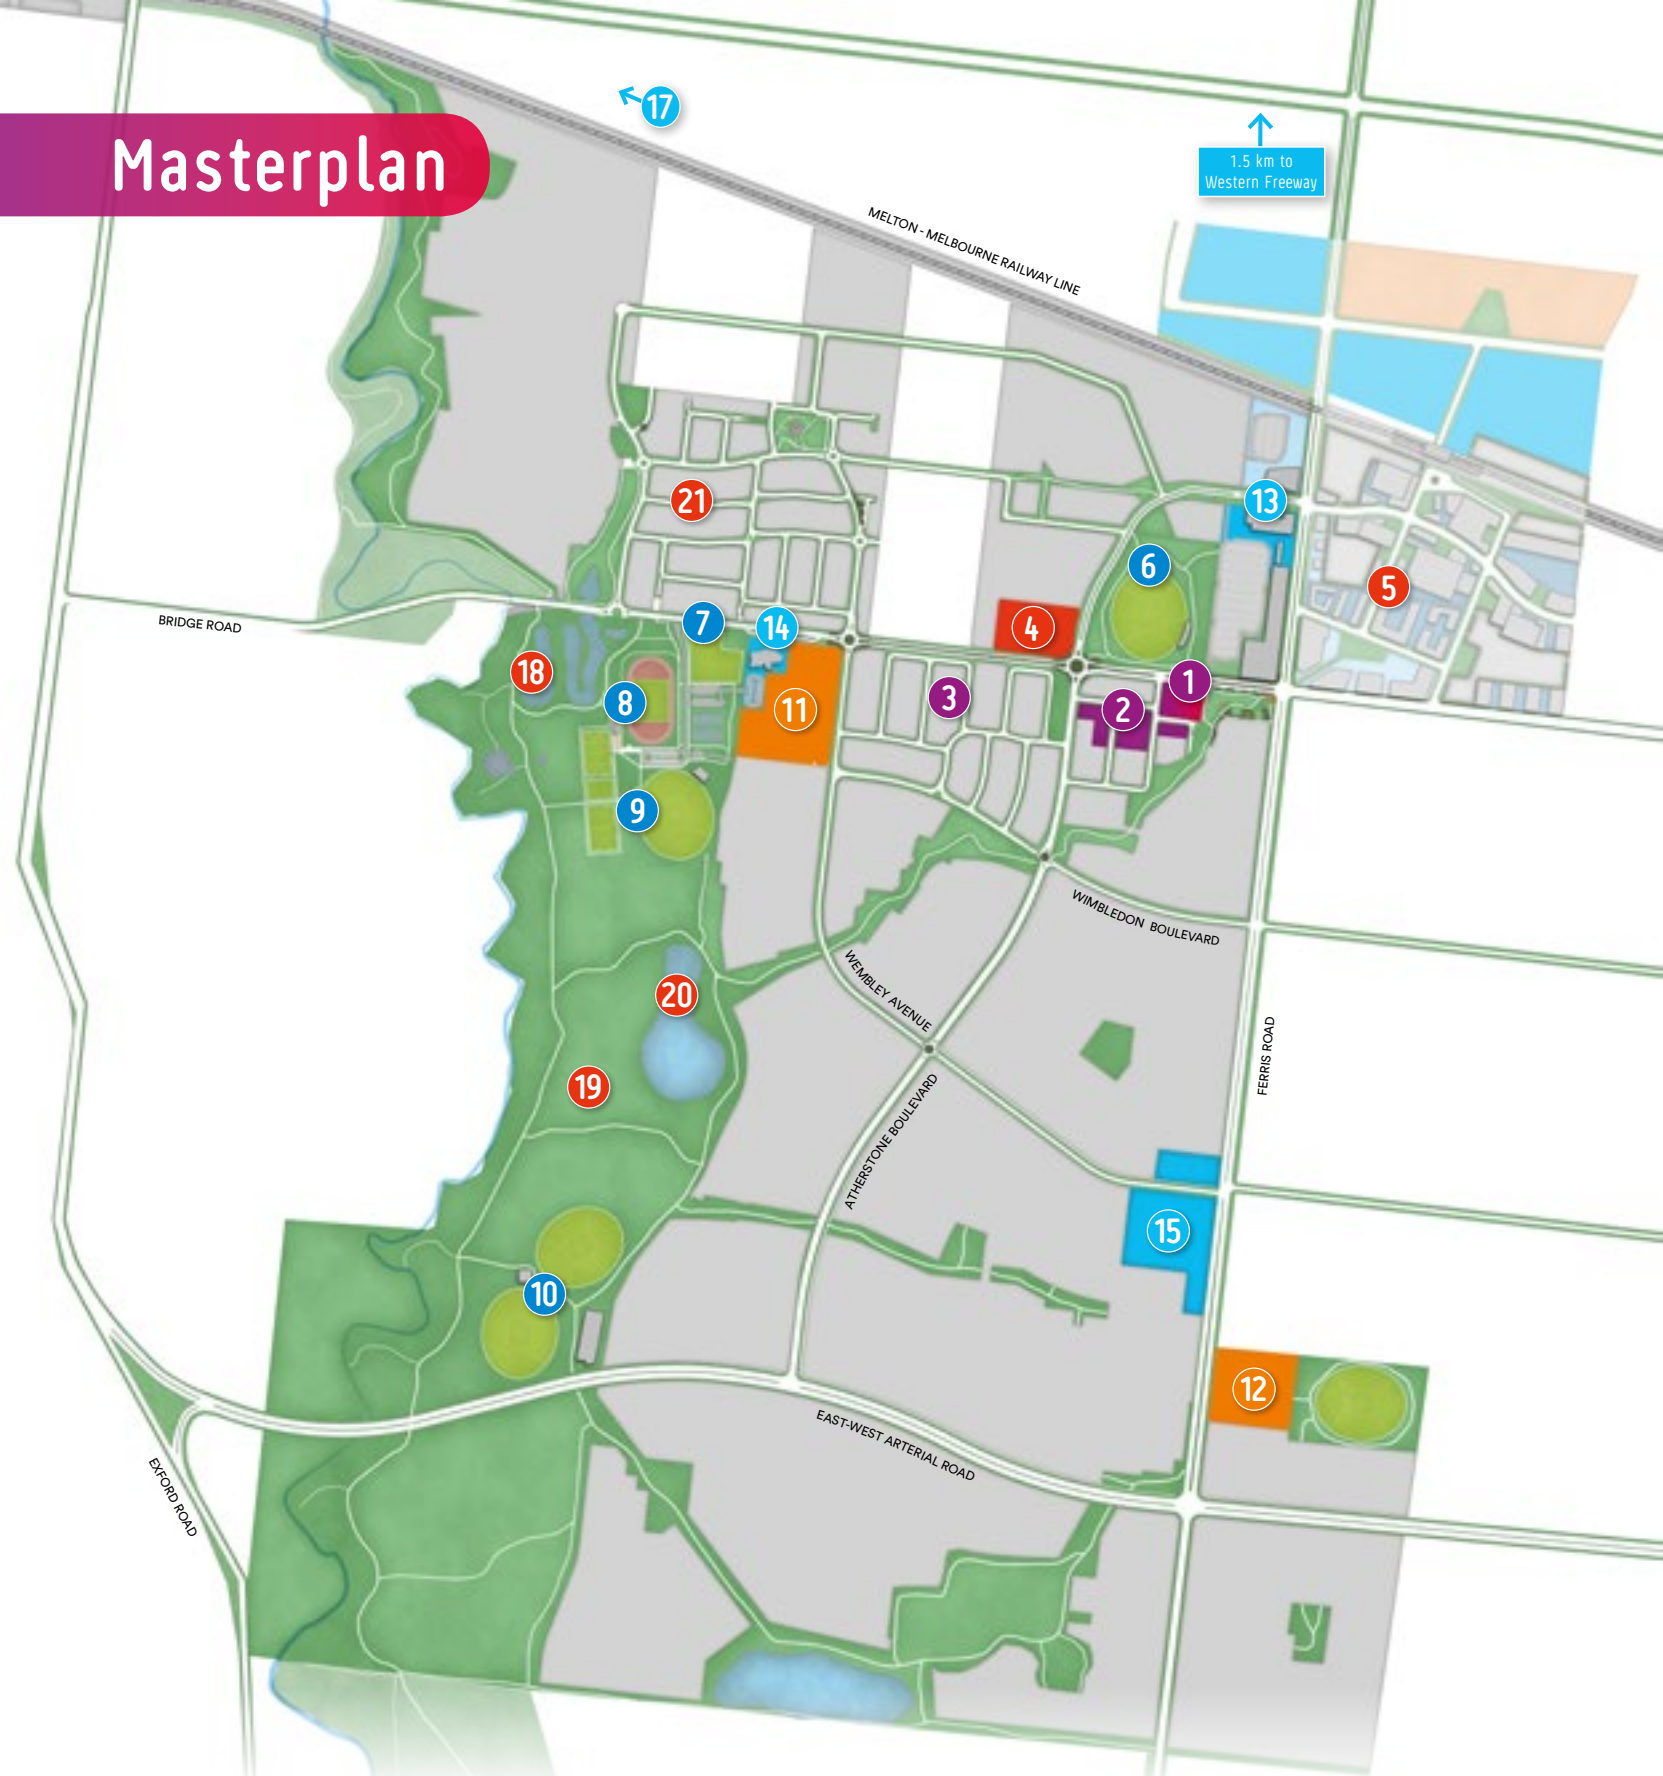 17
1.5 km to
Western Freeway
Masterplan
MELTON - MELBOURNE RAILWAY LINE
21
13
6
5
BRIDGE ROAD
7
14
4
18
8
11
3
2
1
9
WIMBLEDON BOULEVARD
WEMBLEY AVENUE
20
FERRIS ROAD
19
ATHERSTONE BOULEVARD
15
10
12
EAST-WEST ARTERIAL ROAD
EXFORD ROAD